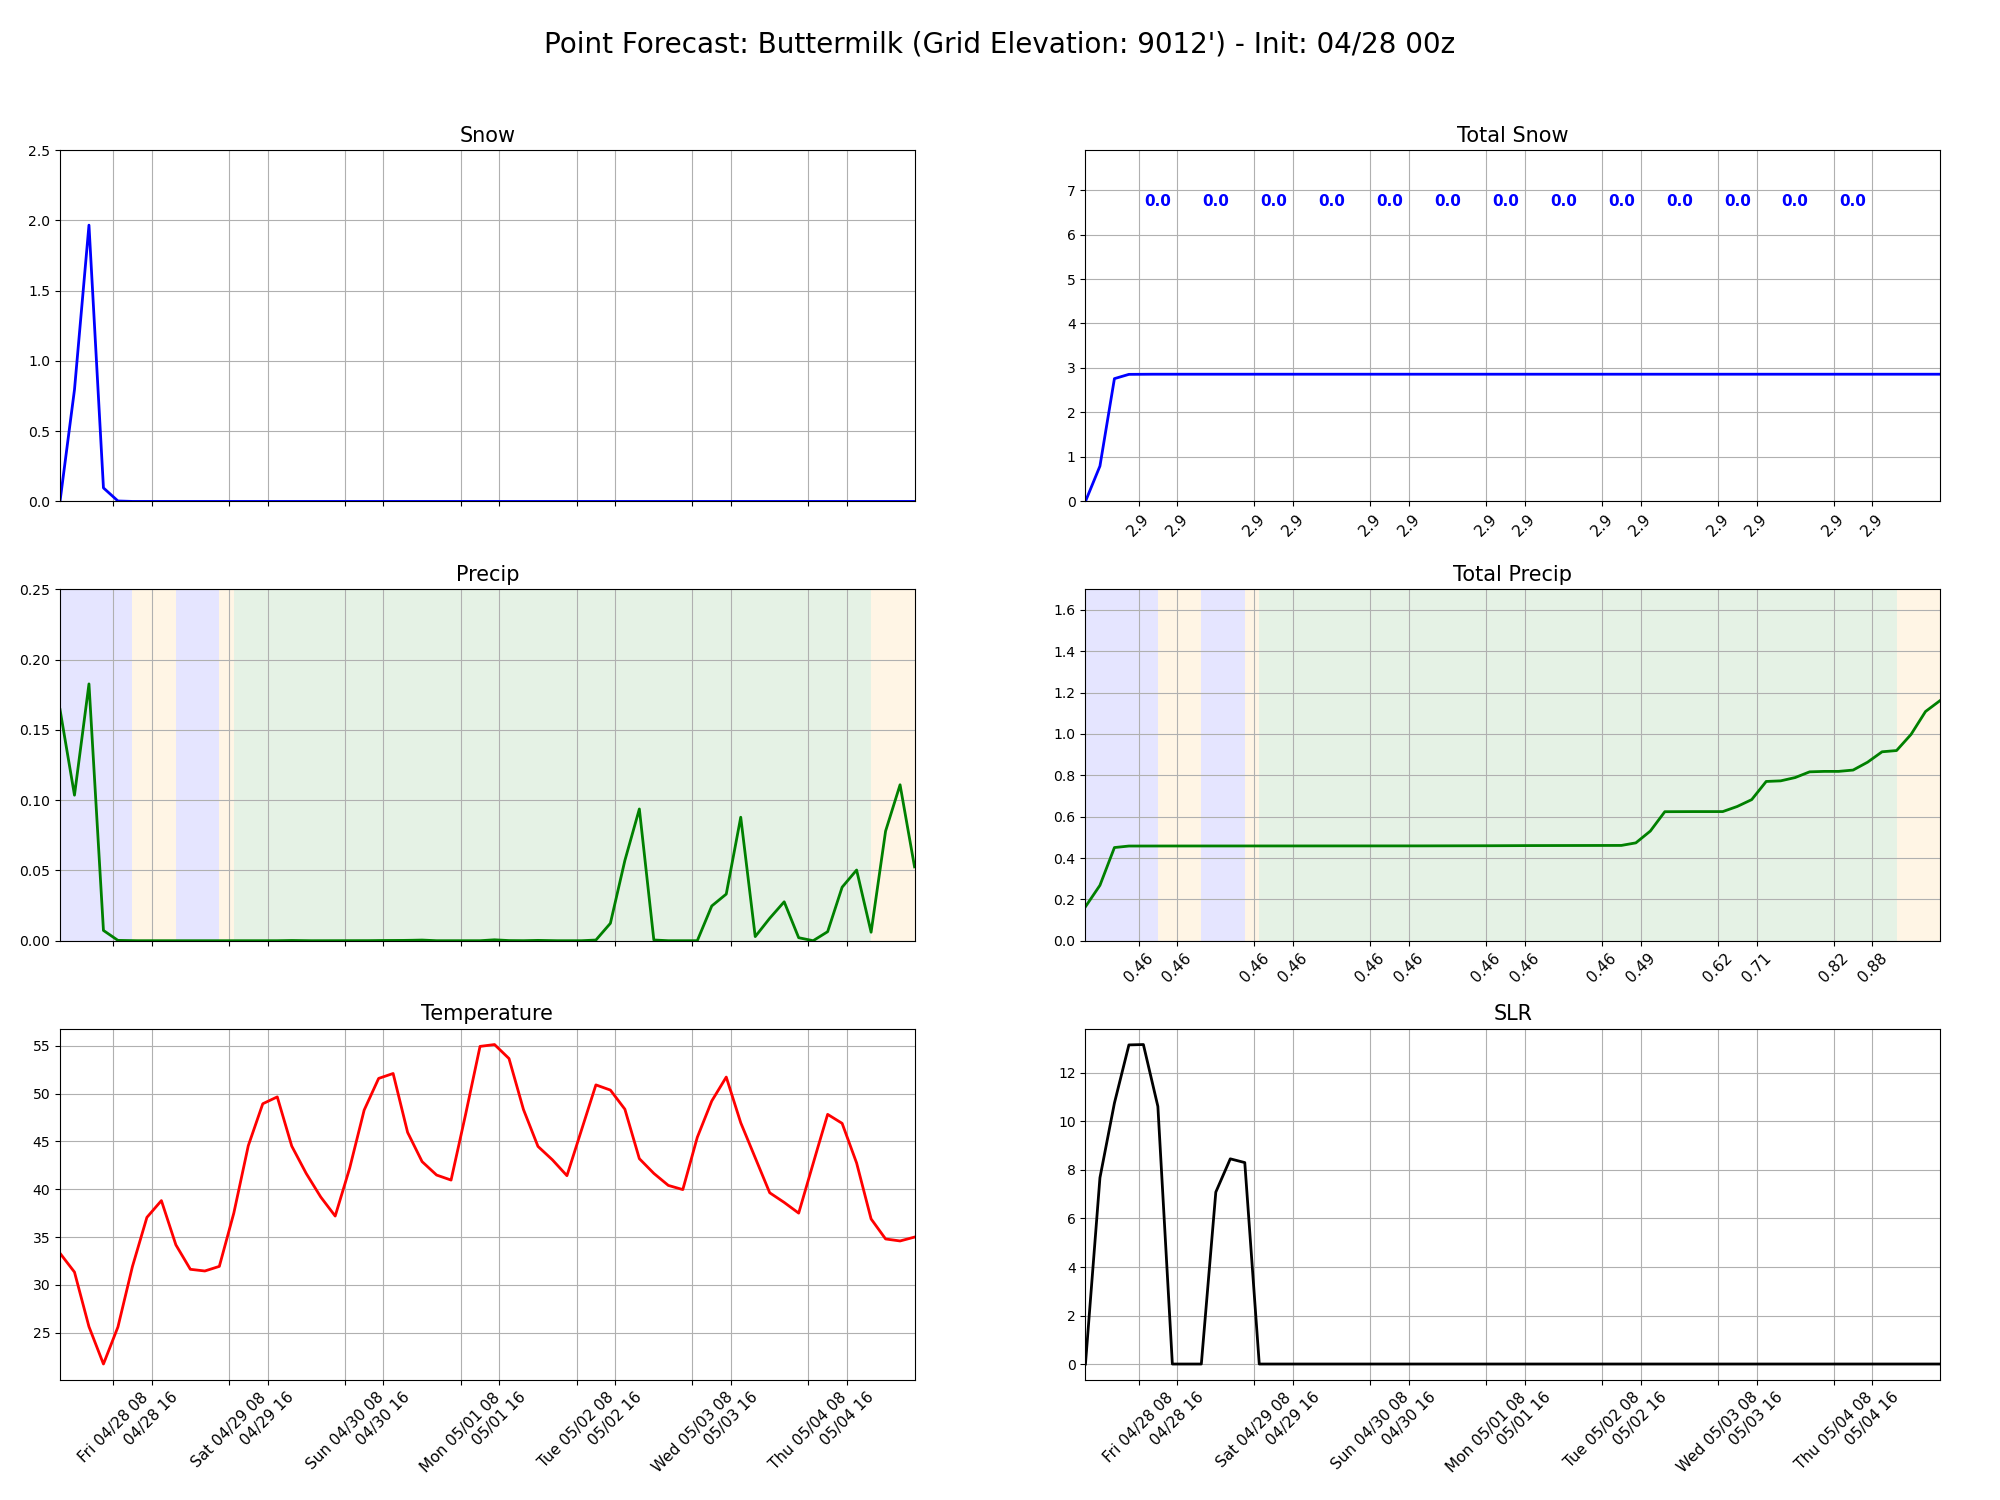 Point Forecast: Buttermilk (Grid Elevation: 9012') - Init: 04/28 00z
Snow
2.5
2.0
1.5
1.0
0.5
0.0
Total Snow
7
6
5
4
3
2
1
0
0.0 0.0 0.0 0.0 0.0 0.0 0.0 0.0 0.0 0.0 0.0 0.0 0.0
2.9 2.9 2.9 2.9 2.9 2.9 2.9 2.9 2.9 2.9 2.9 2.9 2.9 2.9
Precip
0.25
0.20
0.15
0.10
0.05
0.00
Total Precip
1.6
1.4
1.2
1.0
0.8
0.6
0.4
0.2
0.0
0.46 0.46 0.46 0.46 0.46 0.46 0.46 0.46 0.46 0.49 0.62 0.71 0.82 0.88
Temperature
55
50
45
40
35
30
25
Fri 04/28 08
04/28 16
Sat 04/29 08
04/29 16
Sun 04/30 08
04/30 16
Mon 05/01 08
05/01 16
Tue 05/02 08
05/02 16
Wed 05/03 08
05/03 16
Thu 05/04 08
05/04 16
SLR
12
10
8
6
4
2
0
Fri 04/28 08
04/28 16
Sat 04/29 08
04/29 16
Sun 04/30 08
04/30 16
Mon 05/01 08
05/01 16
Tue 05/02 08
05/02 16
Wed 05/03 08
05/03 16
Thu 05/04 08
05/04 16